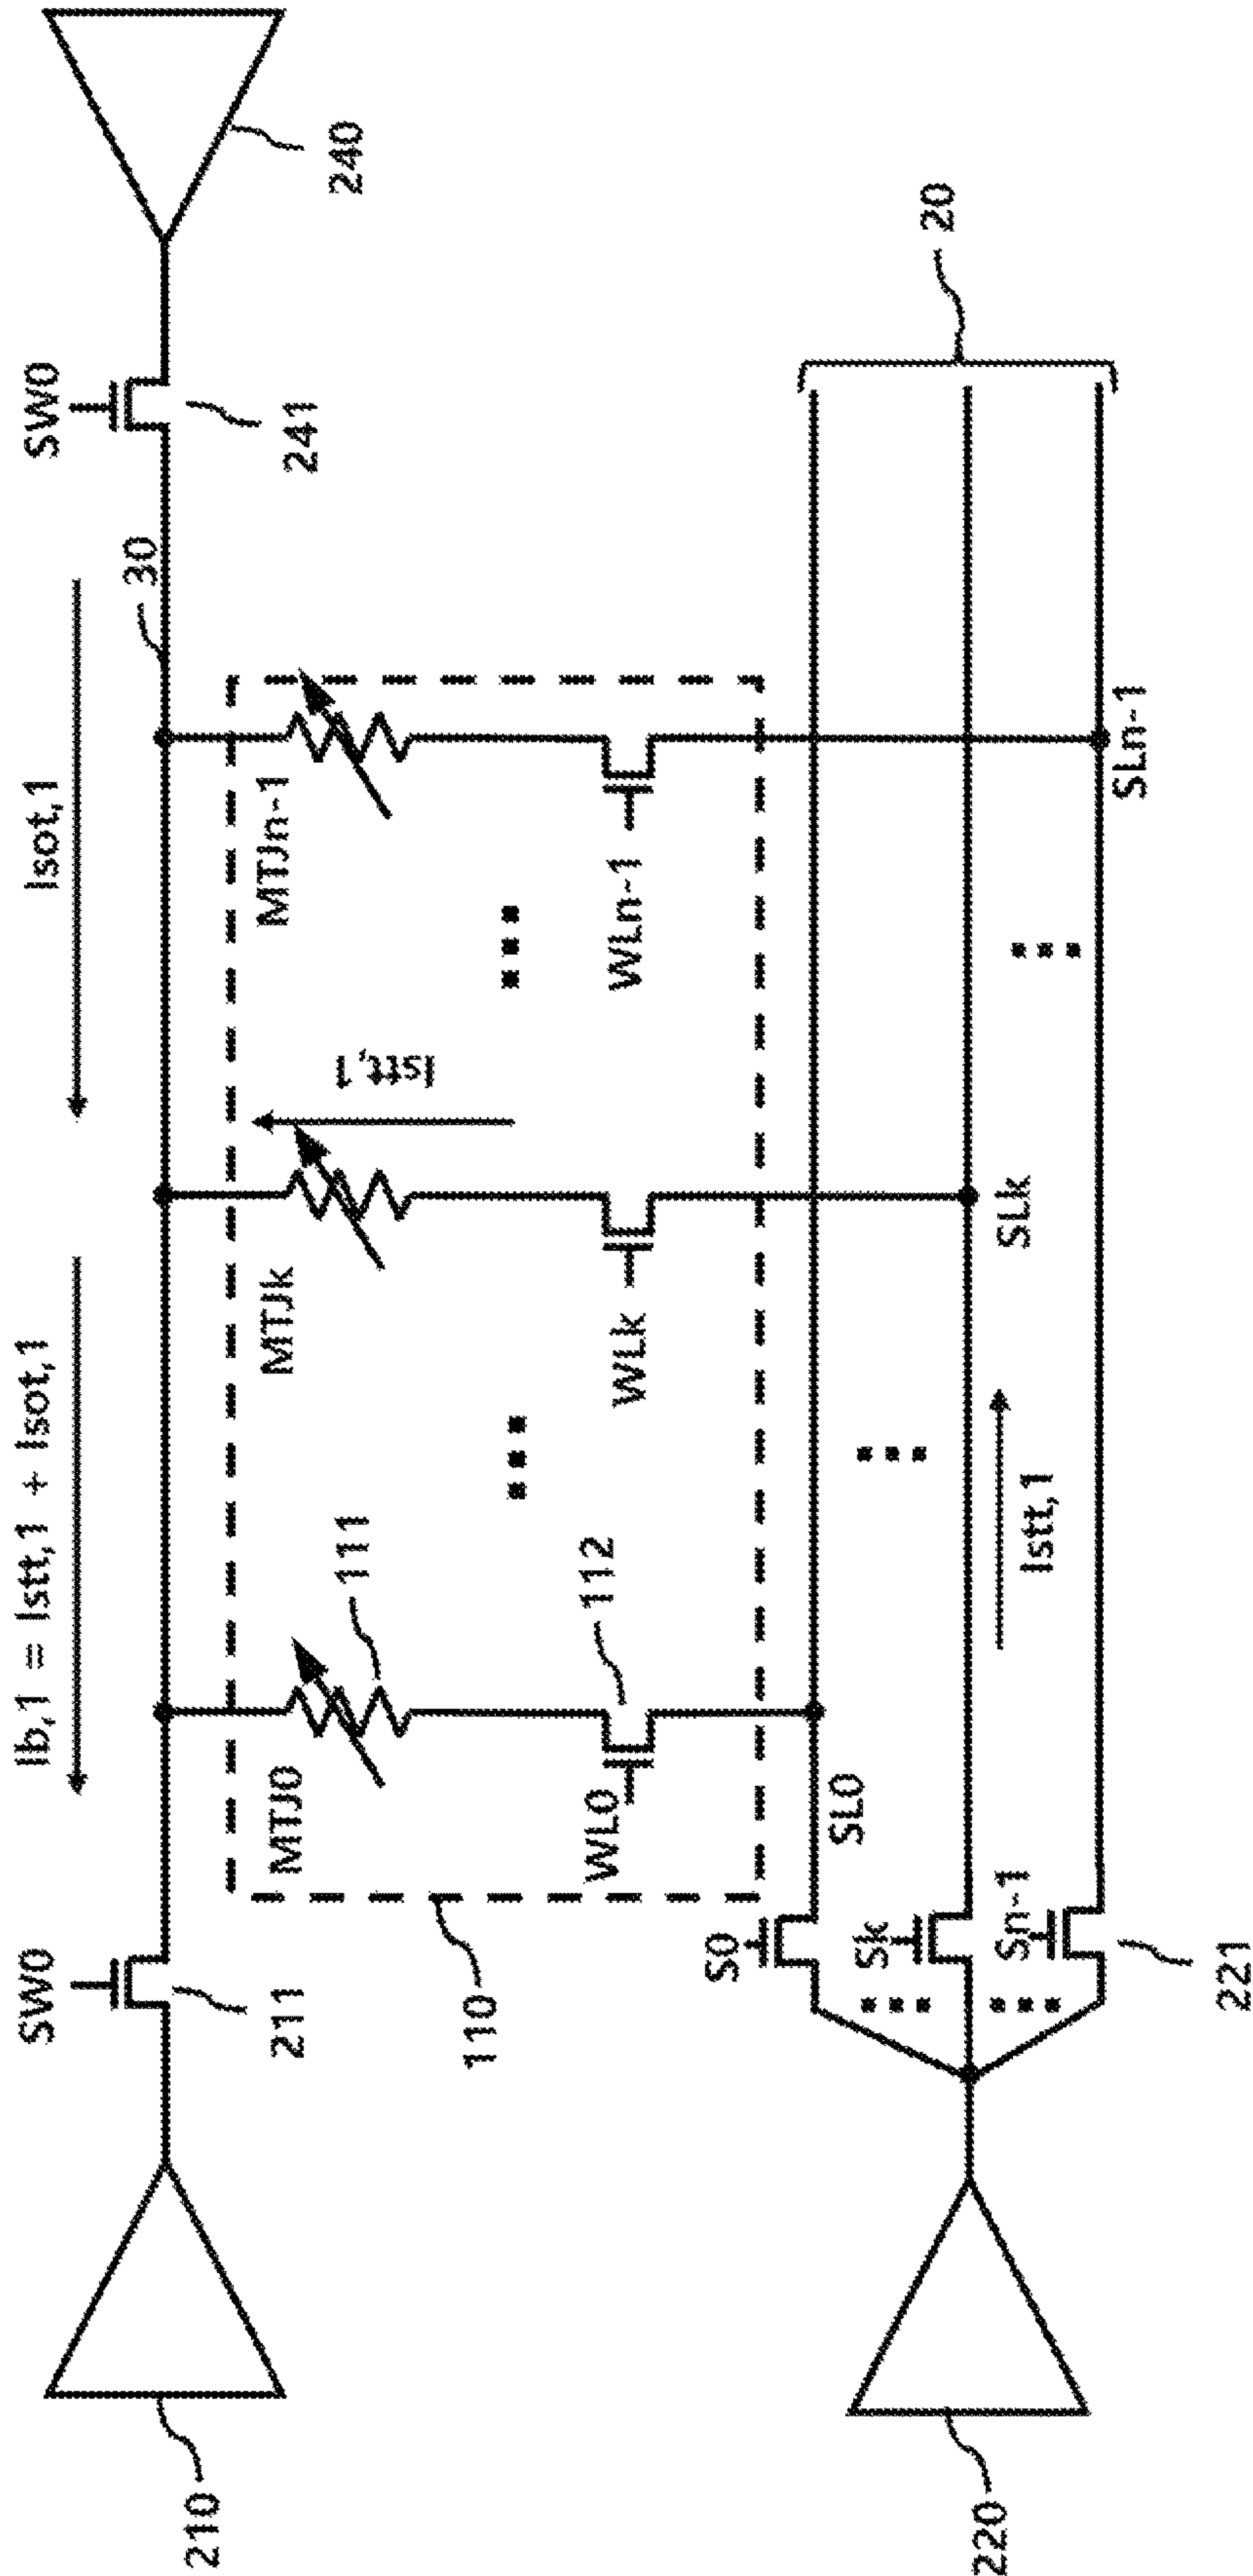 Ib,1 = Istt,1 + Isot,1
Isot,1
SW0
SW0
30
210
211
241
240
MTJ0
111
MTJk
Istt,1
MTJn-1
WL0
112
WLk
WLn-1
110
S0
SL0
20
Sk
SLk
Sn-1
Istt,1
SLn-1
220
221